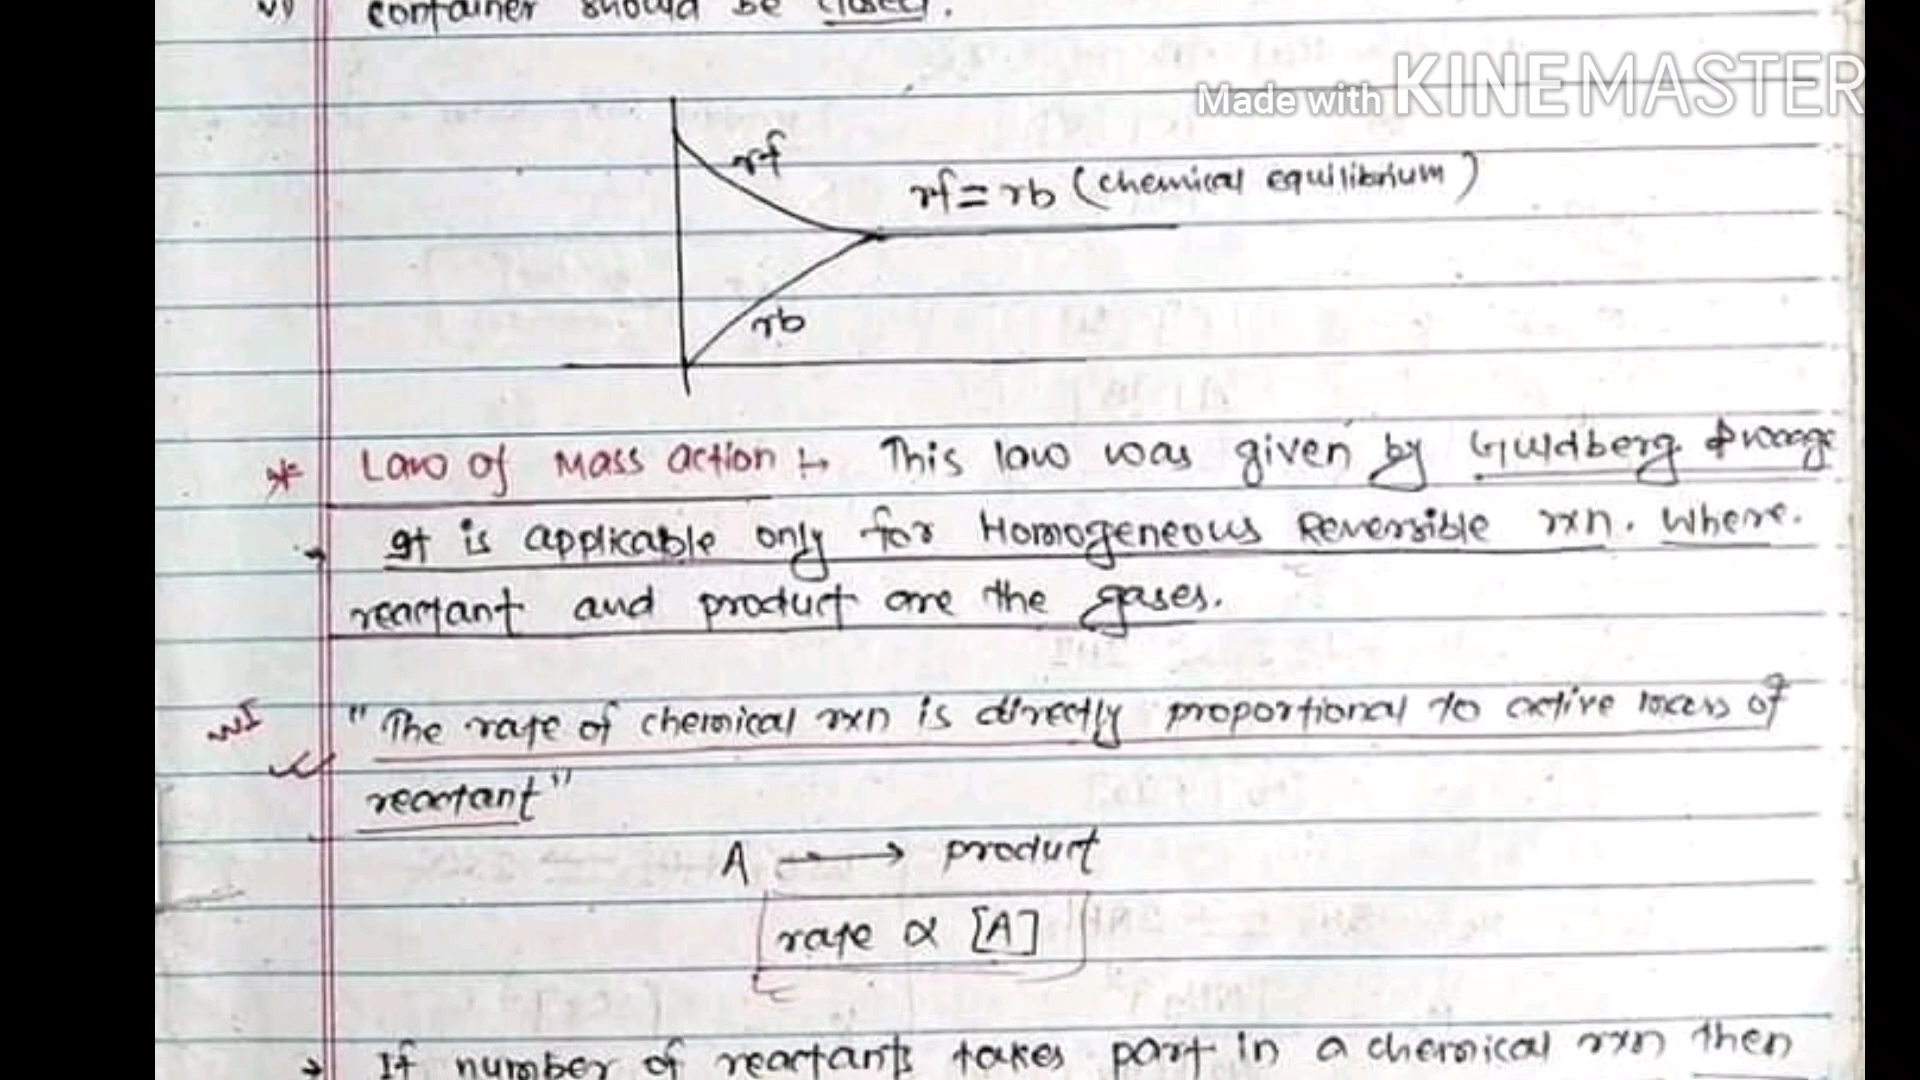 v) container should be closed.
Made with KINEMASTER
rf
rf = rb (chemical equilibrium)
rb
* Law of Mass action :- This law was given by Guldberg & waage
→ It is applicable only for Homogeneous Reversible rxn. Where.
reactant and product are the gases.
"The rate of chemical rxn is directly proportional to active mass of
reactant"
A → product
rate ∝ [A]
→ If number of reactants takes part in a chemical rxn then